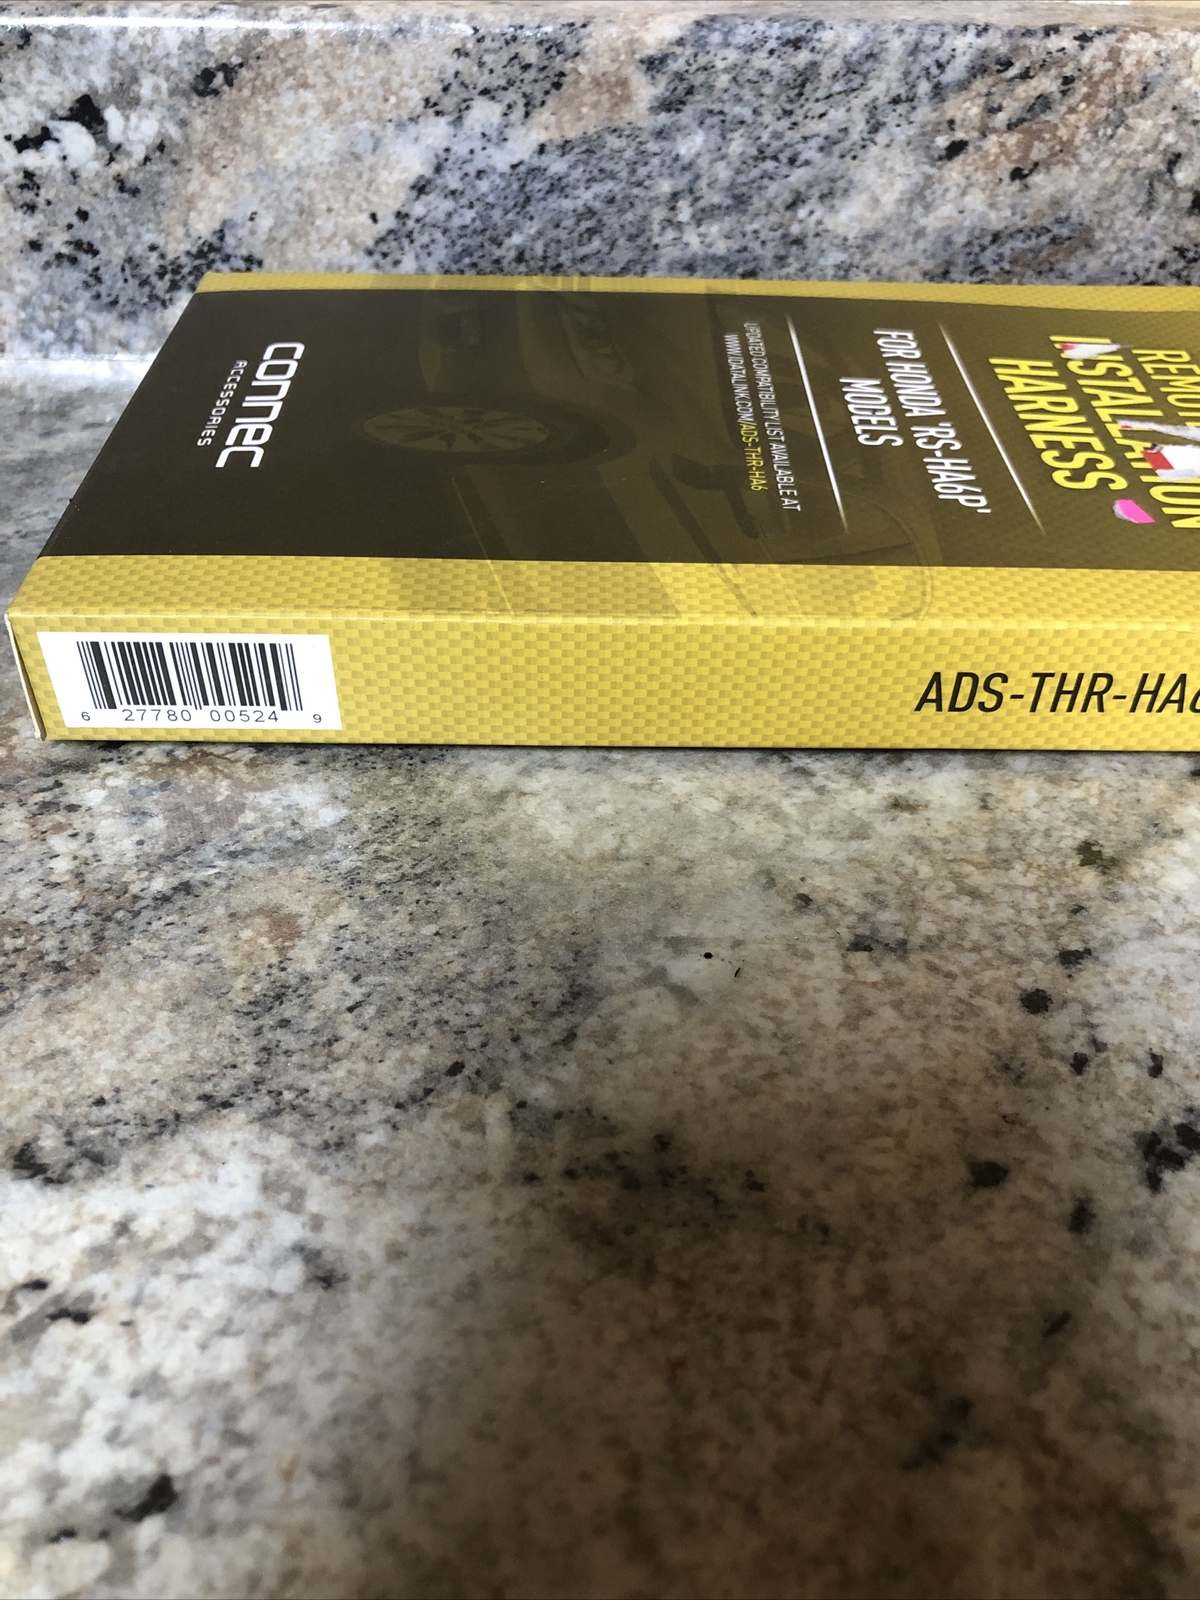 REMOTE
INSTALLATION
HARNESS
FOR HONDA 'RS-HA6P'
MODELS
UPDATED COMPATIBILITY LIST AVAILABLE AT
WWW.IDATALINK.COM/ADS-THR-HA6
connec
ACCESSORIES
6 27780 00524 9
ADS-THR-HA6